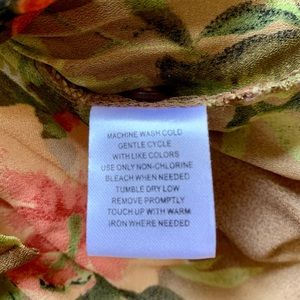 MACHINE WASH COLD
GENTLE CYCLE
WITH LIKE COLORS
USE ONLY NON-CHLORINE
BLEACH WHEN NEEDED
TUMBLE DRY LOW
REMOVE PROMPTLY
TOUCH UP WITH WARM
IRON WHERE NEEDED